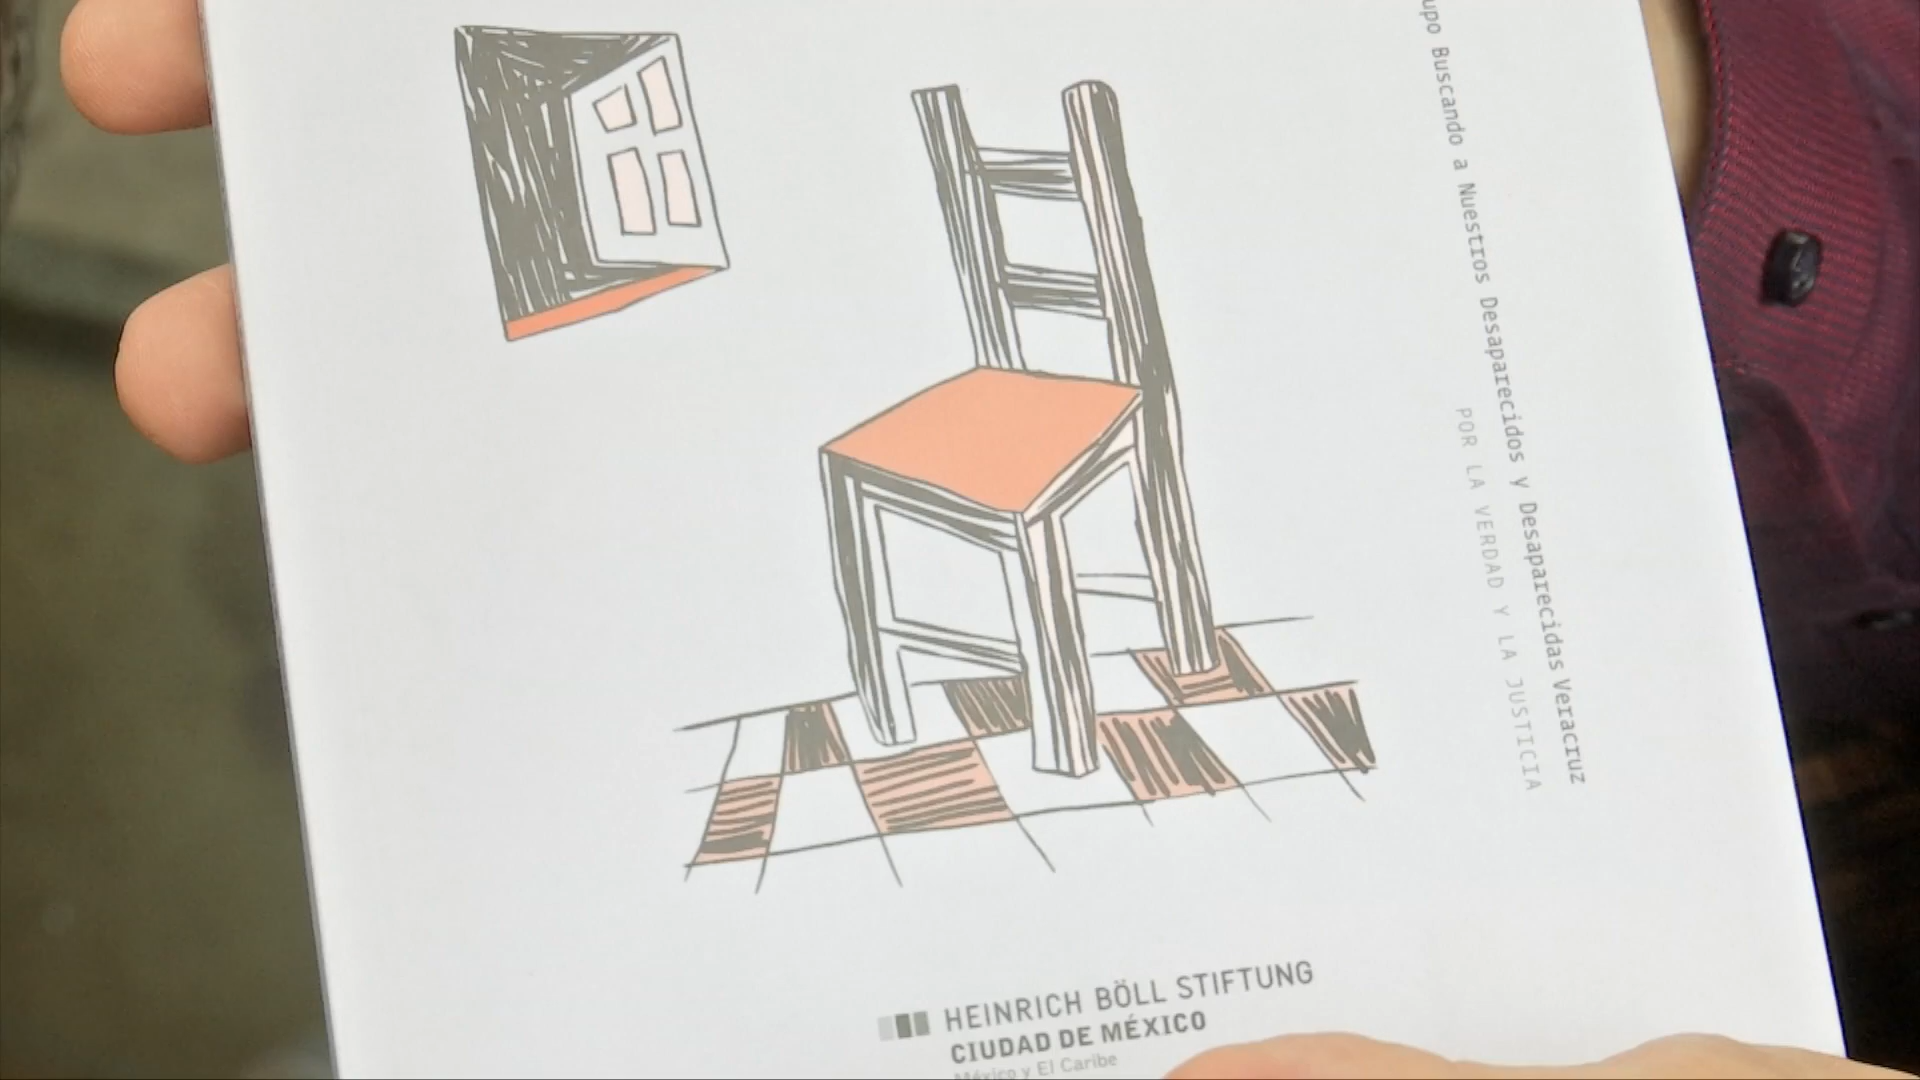 Buscando a Nuestros Desaparecidos y Desaparecidas Veracruz
POR LA VERDAD Y LA JUSTICIA
HEINRICH BÖLL STIFTUNG
CIUDAD DE MÉXICO
México y El Caribe